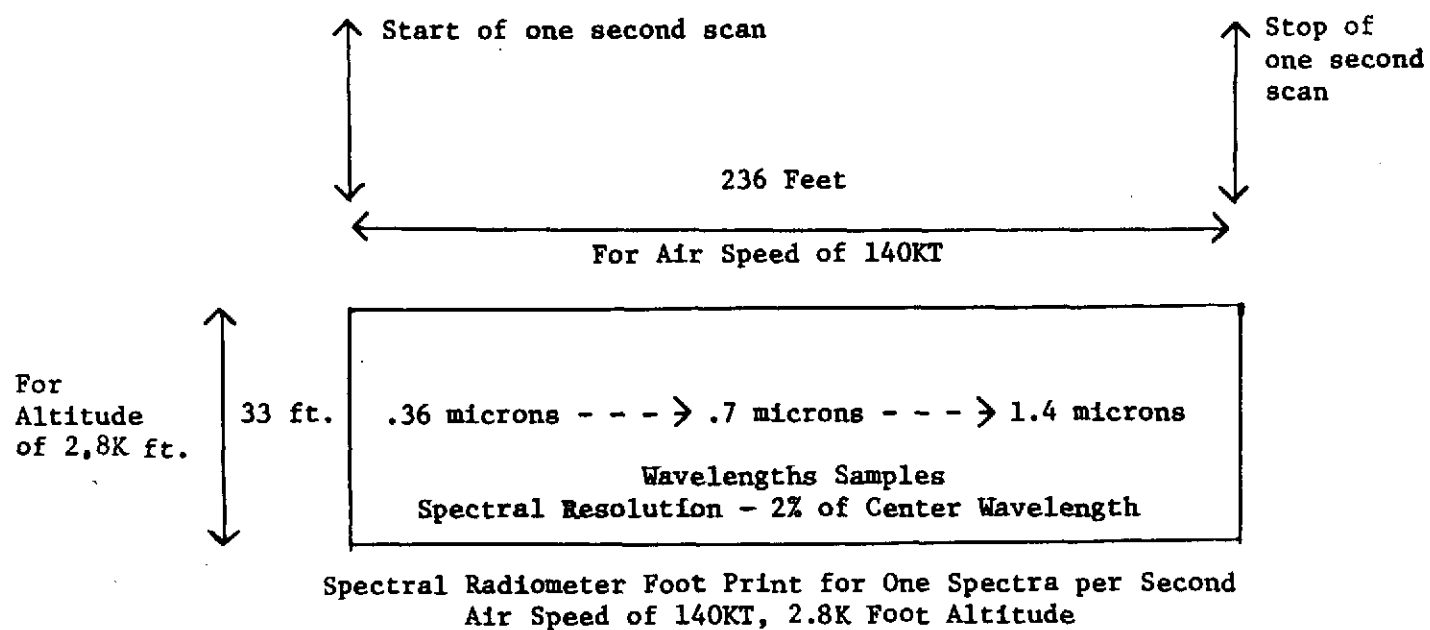 Start of one second scan
Stop of
one second
scan
236 Feet
For Air Speed of 140KT
For
Altitude
of 2,8K ft.
33 ft.
.36 microns - - - → .7 microns - - - → 1.4 microns
Wavelengths Samples
Spectral Resolution - 2% of Center Wavelength
Spectral Radiometer Foot Print for One Spectra per Second
Air Speed of 140KT, 2.8K Foot Altitude